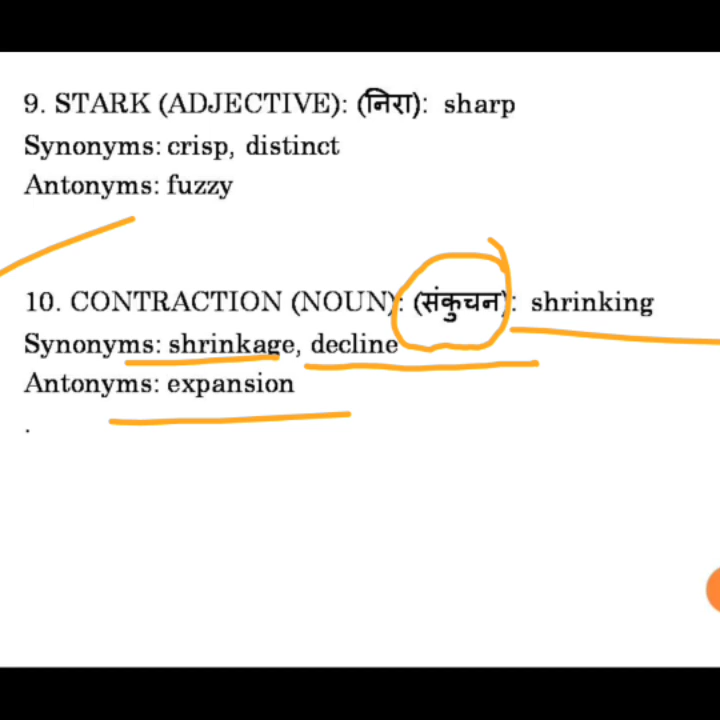 9. STARK (ADJECTIVE): (निरा): sharp
Synonyms: crisp, distinct
Antonyms: fuzzy
10. CONTRACTION (NOUN): (संकुचन): shrinking
Synonyms: shrinkage, decline
Antonyms: expansion
.